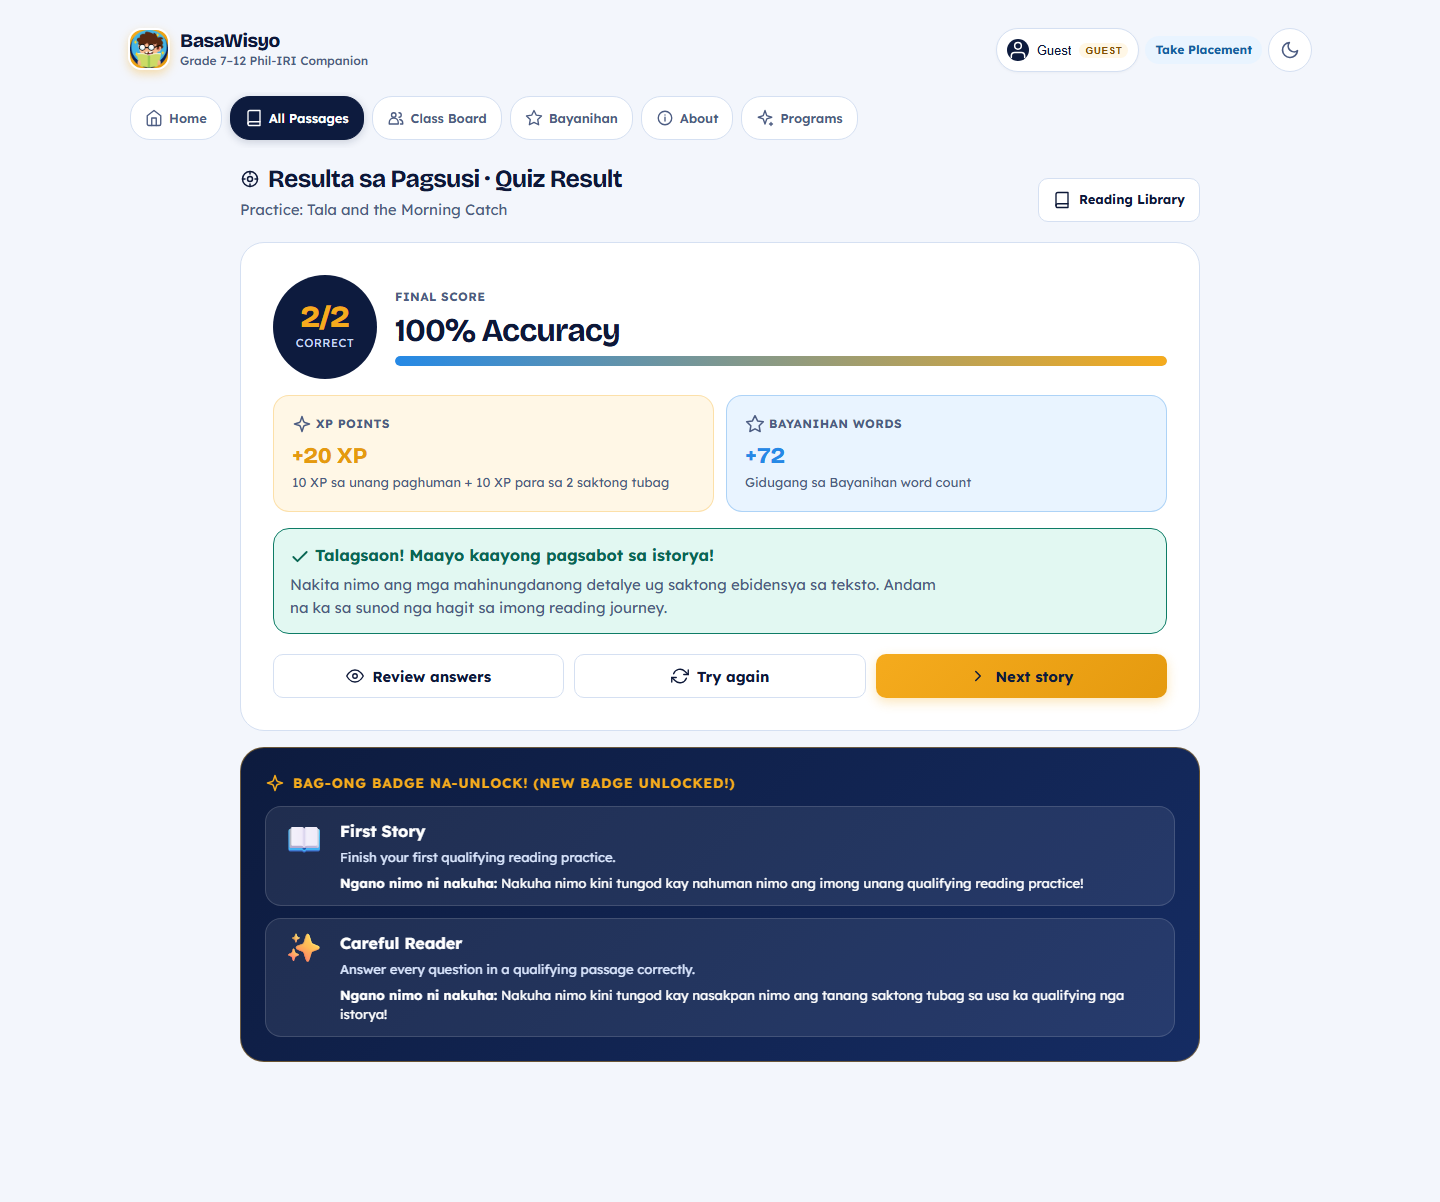 BasaWisyo
Grade 7–12 Phil-IRI Companion
Guest GUEST
Take Placement
Home
All Passages
Class Board
Bayanihan
About
Programs
Resulta sa Pagsusi · Quiz Result
Practice: Tala and the Morning Catch
Reading Library
2/2
CORRECT
FINAL SCORE
100% Accuracy
XP POINTS
+20 XP
10 XP sa unang paghuman + 10 XP para sa 2 saktong tubag
BAYANIHAN WORDS
+72
Gidugang sa Bayanihan word count
Talagsaon! Maayo kaayong pagsabot sa istorya!
Nakita nimo ang mga mahinungdanong detalye ug saktong ebidensya sa teksto. Andam
na ka sa sunod nga hagit sa imong reading journey.
Review answers
Try again
Next story
BAG-ONG BADGE NA-UNLOCK! (NEW BADGE UNLOCKED!)
First Story
Finish your first qualifying reading practice.
Ngano nimo ni nakuha: Nakuha nimo kini tungod kay nahuman nimo ang imong unang qualifying reading practice!
Careful Reader
Answer every question in a qualifying passage correctly.
Ngano nimo ni nakuha: Nakuha nimo kini tungod kay nasakpan nimo ang tanang saktong tubag sa usa ka qualifying nga
istorya!